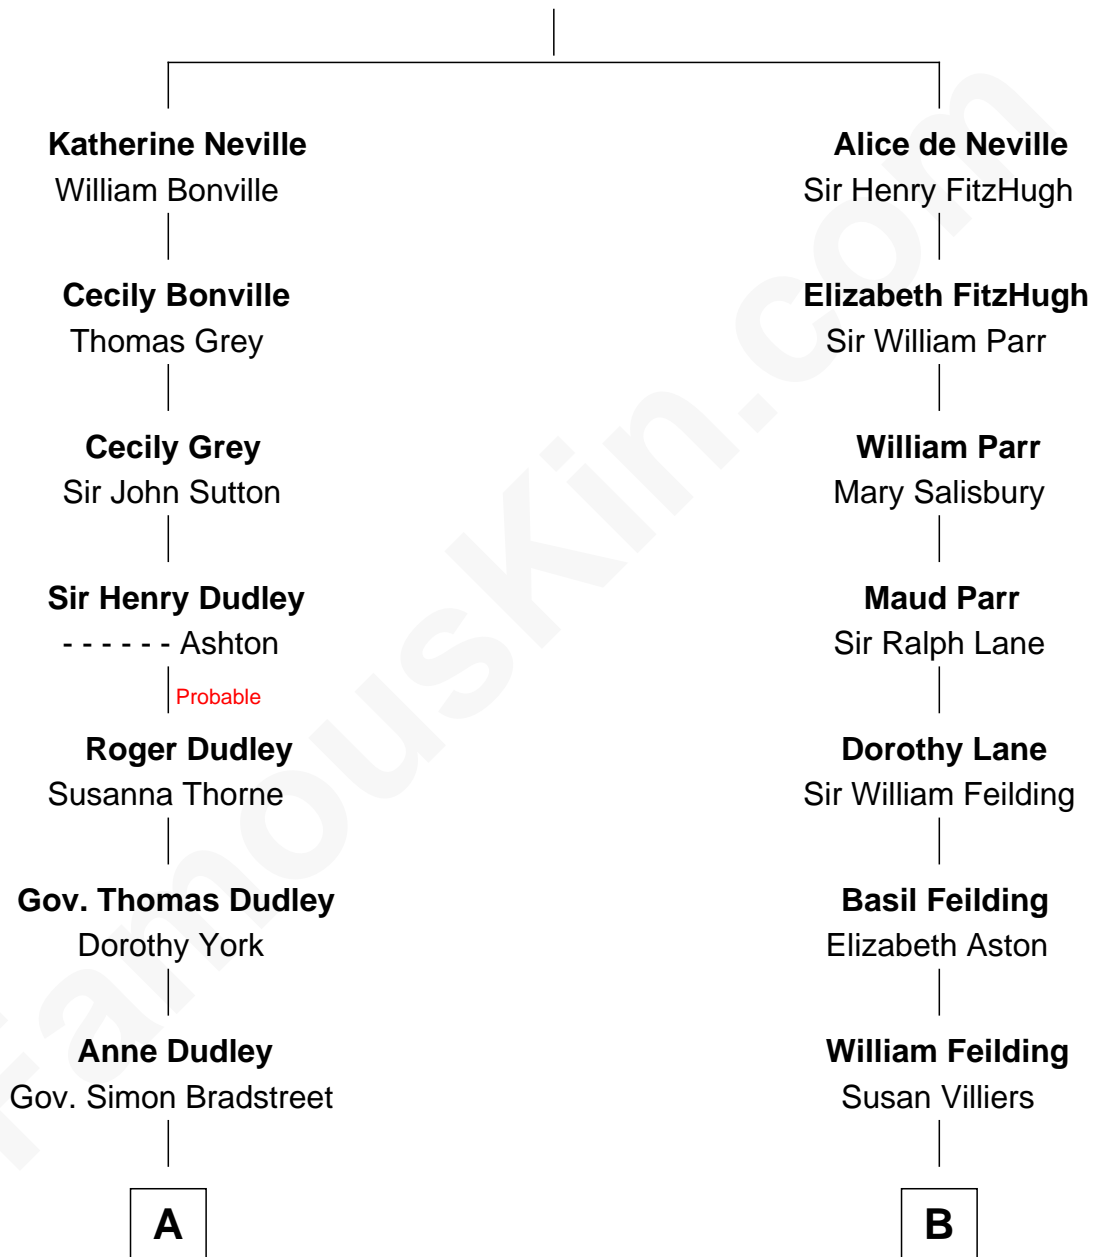 Katherine Neville
William Bonville
Cecily Bonville
Thomas Grey
Cecily Grey
Sir John Sutton
Sir Henry Dudley
- - - - - - Ashton
Probable
Roger Dudley
Susanna Thorne
Gov. Thomas Dudley
Dorothy York
Anne Dudley
Gov. Simon Bradstreet
A
Alice de Neville
Sir Henry FitzHugh
Elizabeth FitzHugh
Sir William Parr
William Parr
Mary Salisbury
Maud Parr
Sir Ralph Lane
Dorothy Lane
Sir William Feilding
Basil Feilding
Elizabeth Aston
William Feilding
Susan Villiers
B
FamousKin.com